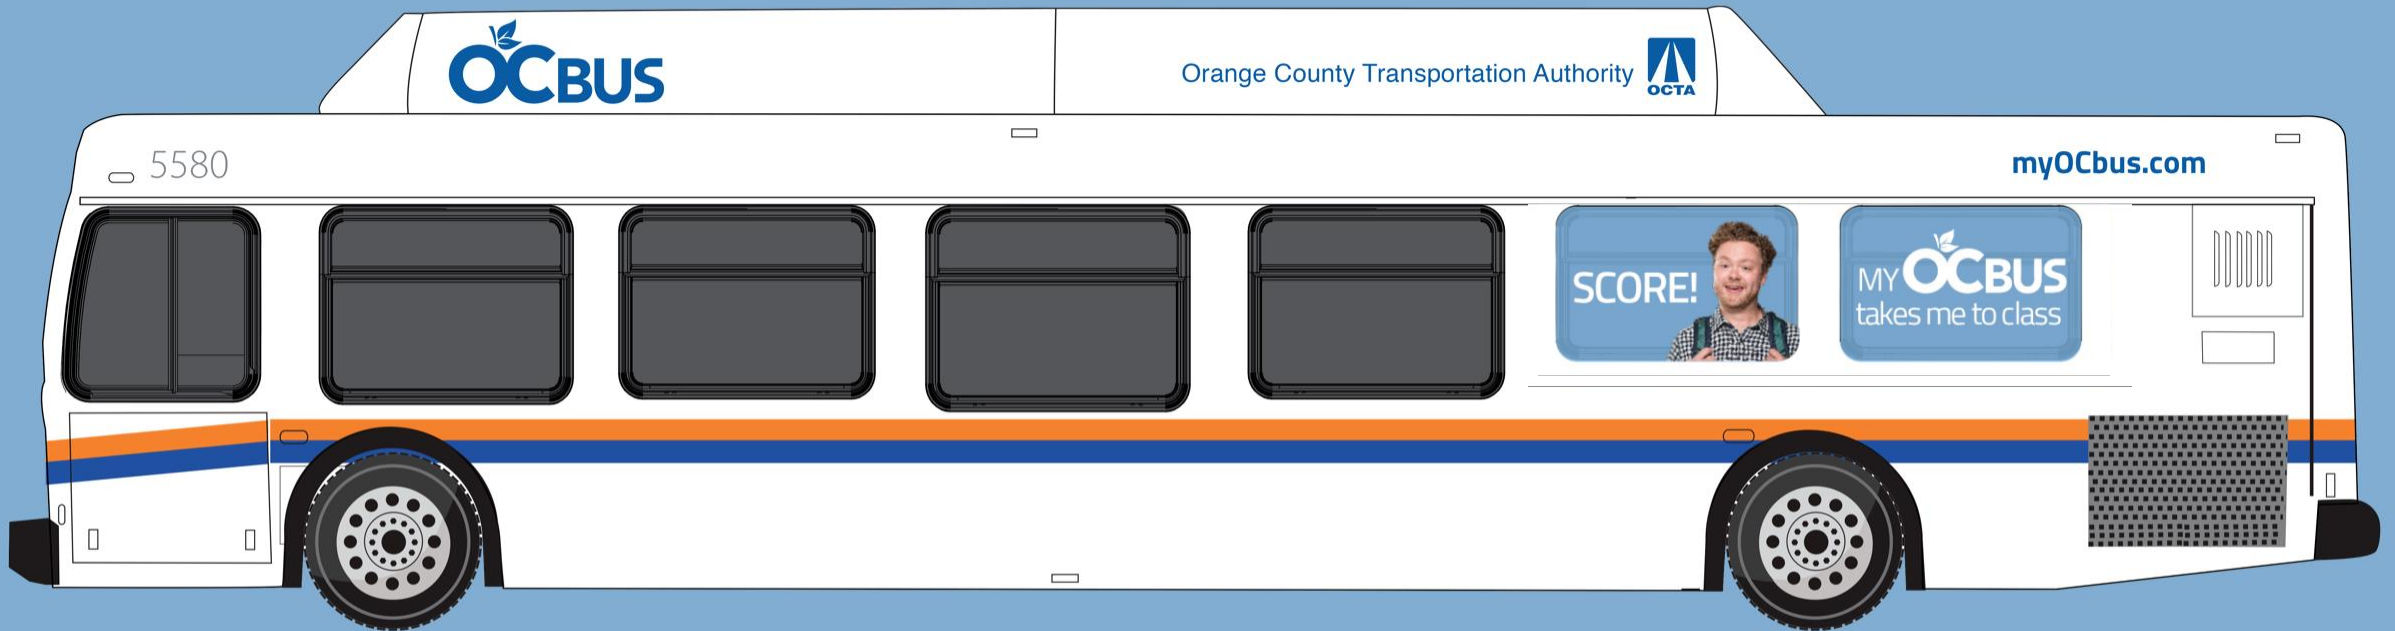 OCBUS
Orange County Transportation Authority
OCTA
5580
myOCbus.com
SCORE!
MY OCBUS
takes me to class